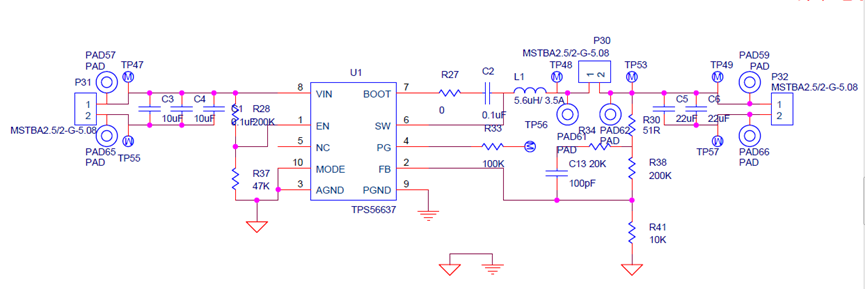 P30
MSTBA2.5/2-G-5.08
PAD57
PAD
TP47
P31
1
2
MSTBA2.5/2-G-5.08
PAD65
PAD
TP55
C3
10uF
C4
10uF
C1
0.1uF
R28
200K
R37
47K
U1
8
VIN
1
EN
5
NC
10
MODE
3
AGND
BOOT
7
SW
6
PG
4
FB
2
PGND
9
TPS56637
R27
0
C2
0.1uF
L1
5.6uH/ 3.5A
TP48
1
2
TP53
R33
100K
TP56
PAD61
PAD
R34
20K
PAD62
PAD
C13
100pF
R30
51R
R38
200K
R41
10K
C5
22uF
C6
22uF
TP49
TP57
PAD59
PAD
P32
MSTBA2.5/2-G-5.08
1
2
PAD66
PAD